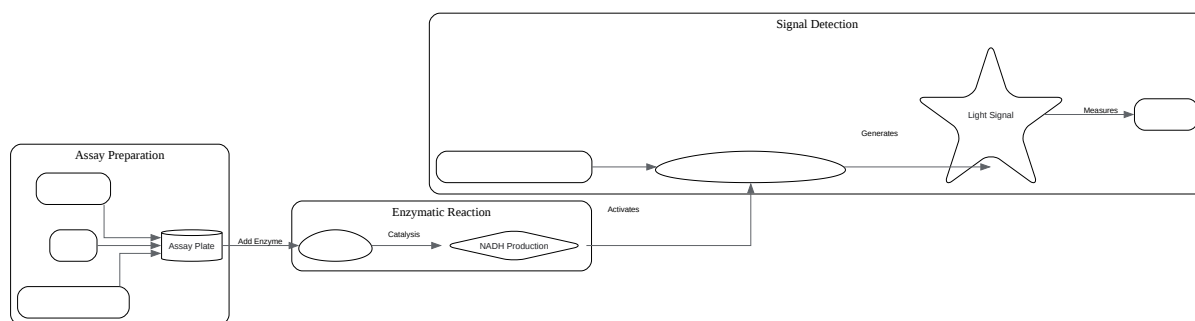 Signal Detection
Light Signal
Measures
Generates
Assay Preparation
Assay Plate
Add Enzyme
Enzymatic Reaction
Catalysis
NADH Production
Activates